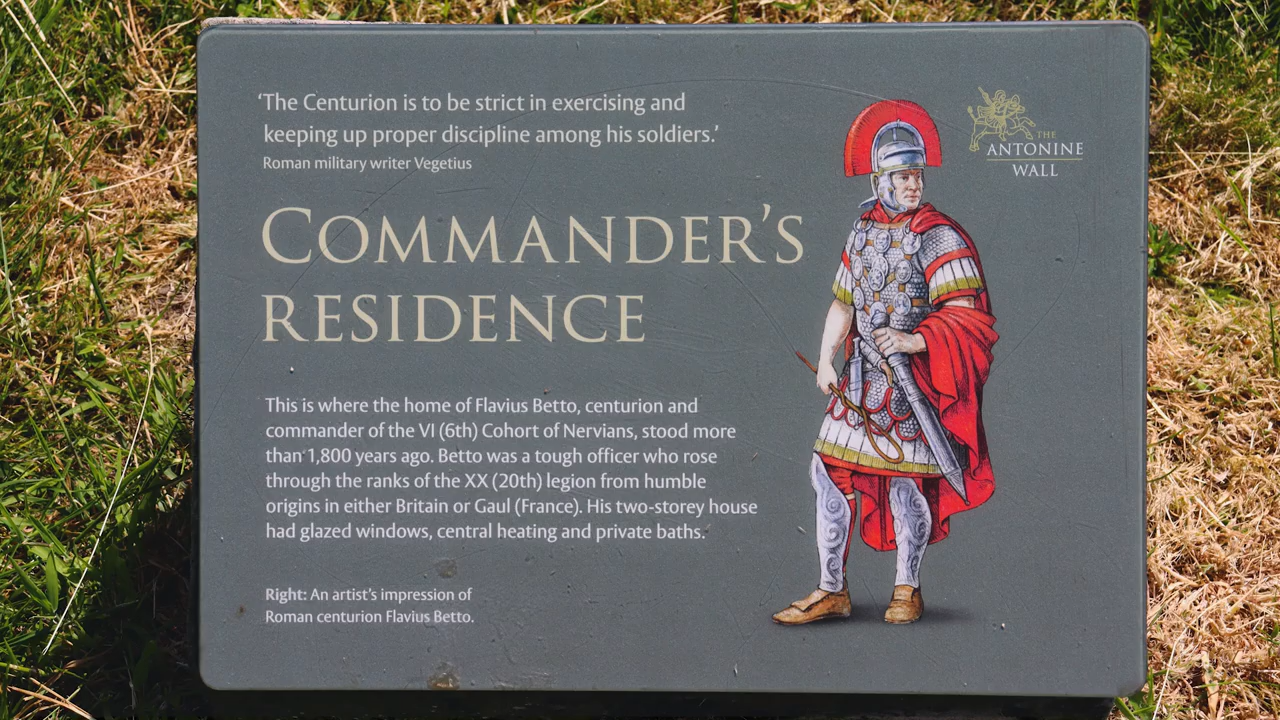 ‘The Centurion is to be strict in exercising and
keeping up proper discipline among his soldiers.’
Roman military writer Vegetius
THE
ANTONINE
WALL
COMMANDER’S
RESIDENCE
This is where the home of Flavius Betto, centurion and
commander of the VI (6th) Cohort of Nervians, stood more
than 1,800 years ago. Betto was a tough officer who rose
through the ranks of the XX (20th) legion from humble
origins in either Britain or Gaul (France). His two-storey house
had glazed windows, central heating and private baths.
Right: An artist’s impression of
Roman centurion Flavius Betto.